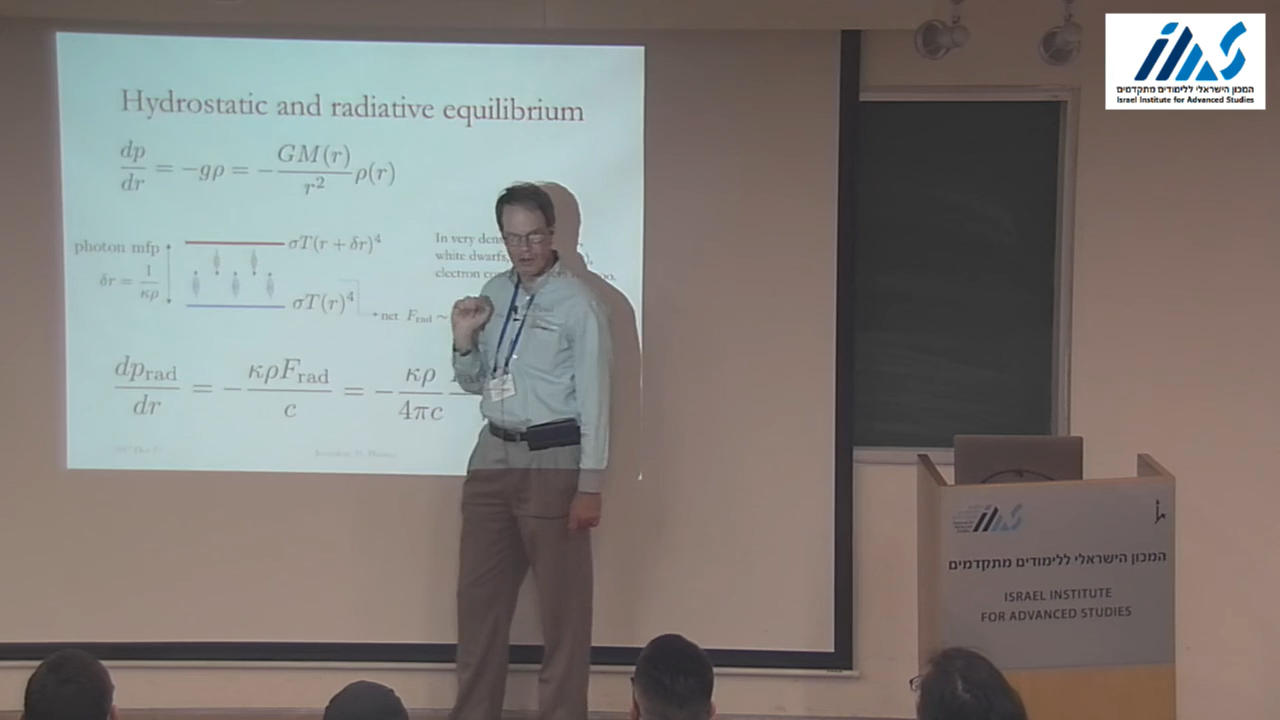 Hydrostatic and radiative equilibrium
dp/dr = −gρ = − GM(r)/r² ρ(r)
photon mfp
δr = 1/κρ
σT(r + δr)⁴
σT(r)⁴
In very
white dwarfs,
electron
net F_rad ~
dp_rad/dr = − κρF_rad/c = − κρ/4πc
המכון הישראלי ללימודים מתקדמים
Israel Institute for Advanced Studies
המכון הישראלי ללימודים מתקדמים
ISRAEL INSTITUTE
FOR ADVANCED STUDIES